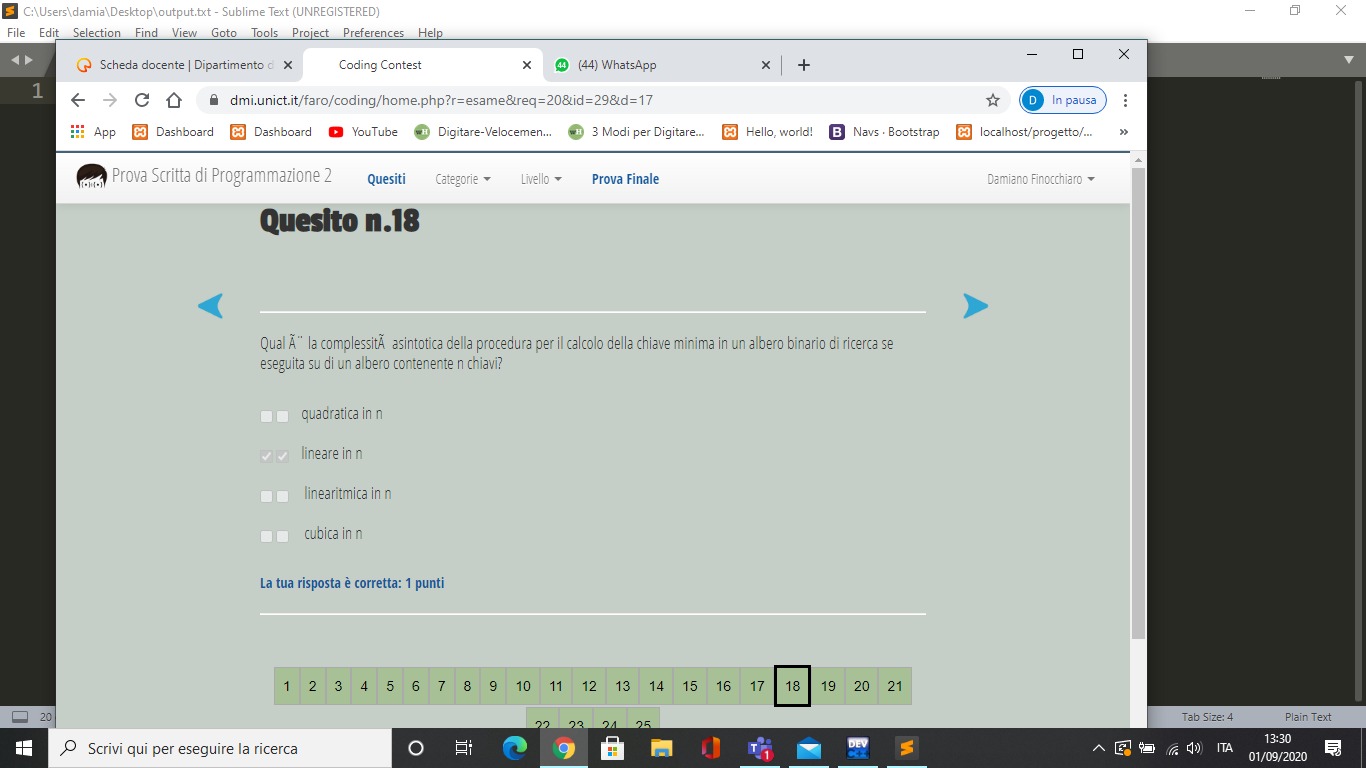 C:\Users\damia\Desktop\output.txt - Sublime Text (UNREGISTERED)
File Edit Selection Find View Goto Tools Project Preferences Help
Scheda docente | Dipartimento d
Coding Contest
(44) WhatsApp
1
dmi.unict.it/faro/coding/home.php?r=esame&req=20&id=29&d=17
D In pausa
App Dashboard Dashboard YouTube Digitare-Velocemen... 3 Modi per Digitare... Hello, world! Navs · Bootstrap localhost/progetto/... »
Prova Scritta di Programmazione 2 Quesiti Categorie Livello Prova Finale Damiano Finocchiaro
Quesito n.18
Qual Ã¨ la complessitÃ asintotica della procedura per il calcolo della chiave minima in un albero binario di ricerca se
eseguita su di un albero contenente n chiavi?
quadratica in n
lineare in n
linearitmica in n
cubica in n
La tua risposta è corretta: 1 punti
1 2 3 4 5 6 7 8 9 10 11 12 13 14 15 16 17 18 19 20 21
22 23 24 25
20 Tab Size: 4 Plain Text
Scrivi qui per eseguire la ricerca
1
DEV
ITA
13:30
01/09/2020